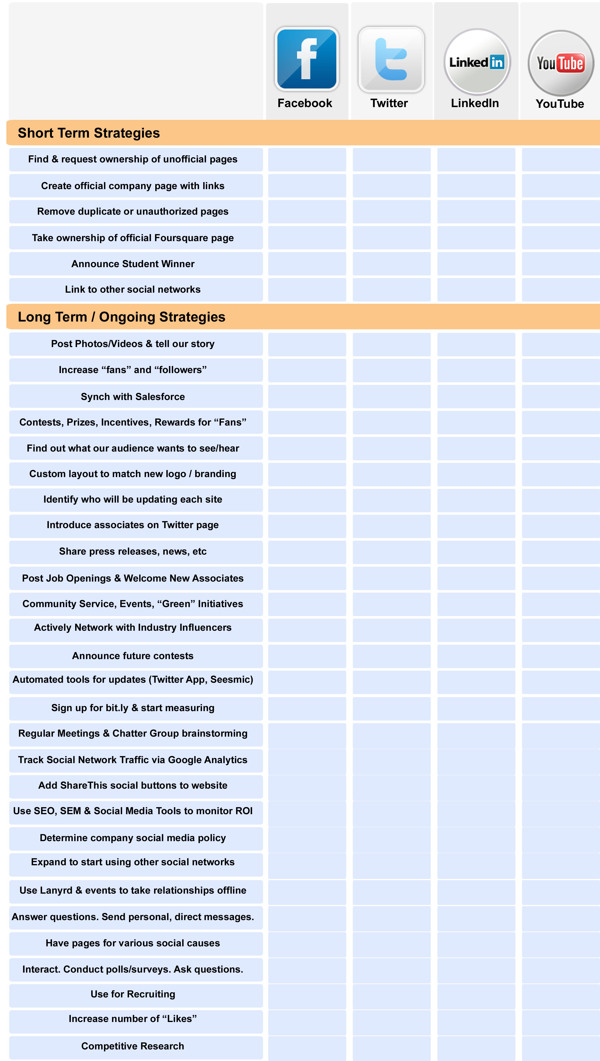 f
t
Linked in
YouTube
Facebook
Twitter
LinkedIn
YouTube
Short Term Strategies
Find & request ownership of unofficial pages
Create official company page with links
Remove duplicate or unauthorized pages
Take ownership of official Foursquare page
Announce Student Winner
Link to other social networks
Long Term / Ongoing Strategies
Post Photos/Videos & tell our story
Increase “fans” and “followers”
Synch with Salesforce
Contests, Prizes, Incentives, Rewards for “Fans”
Find out what our audience wants to see/hear
Custom layout to match new logo / branding
Identify who will be updating each site
Introduce associates on Twitter page
Share press releases, news, etc
Post Job Openings & Welcome New Associates
Community Service, Events, “Green” Initiatives
Actively Network with Industry Influencers
Announce future contests
Automated tools for updates (Twitter App, Seesmic)
Sign up for bit.ly & start measuring
Regular Meetings & Chatter Group brainstorming
Track Social Network Traffic via Google Analytics
Add ShareThis social buttons to website
Use SEO, SEM & Social Media Tools to monitor ROI
Determine company social media policy
Expand to start using other social networks
Use Lanyrd & events to take relationships offline
Answer questions. Send personal, direct messages.
Have pages for various social causes
Interact. Conduct polls/surveys. Ask questions.
Use for Recruiting
Increase number of “Likes”
Competitive Research